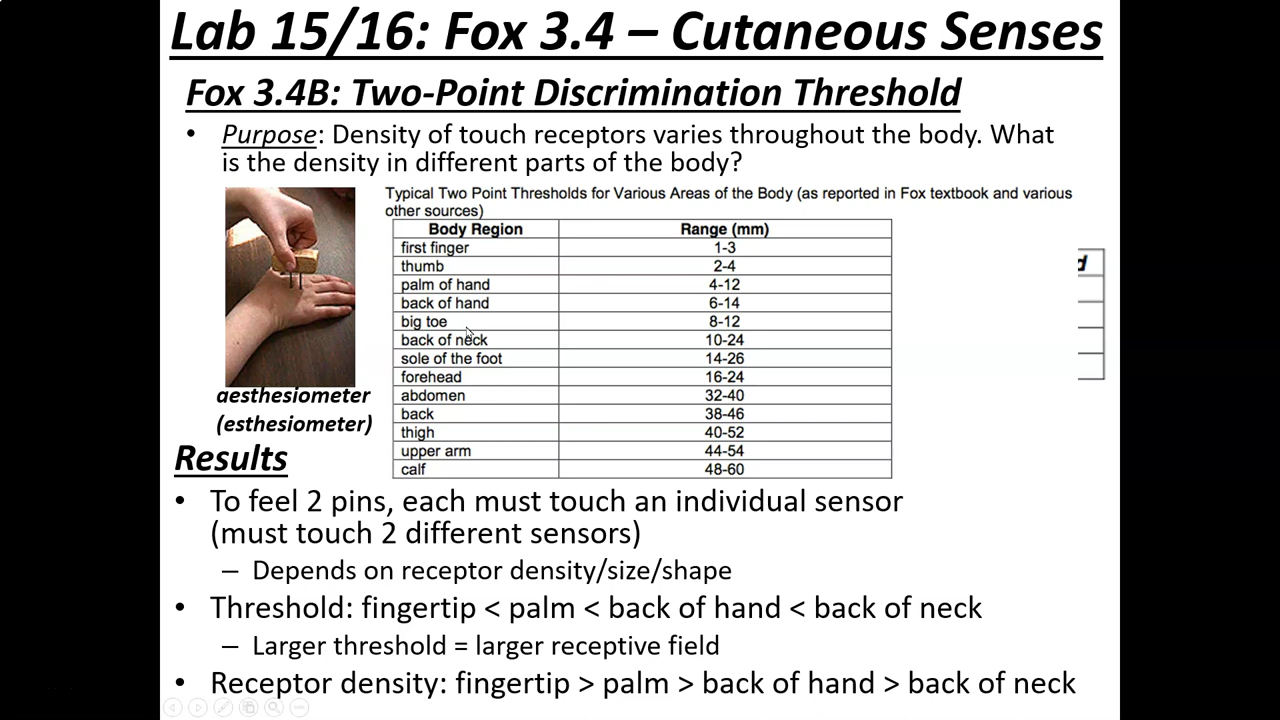 Lab 15/16: Fox 3.4 – Cutaneous Senses
Fox 3.4B: Two-Point Discrimination Threshold
• Purpose: Density of touch receptors varies throughout the body. What
is the density in different parts of the body?
Typical Two Point Thresholds for Various Areas of the Body (as reported in Fox textbook and various
other sources)
Body Region Range (mm)
first finger 1-3
thumb 2-4
palm of hand 4-12
back of hand 6-14
big toe 8-12
back of neck 10-24
sole of the foot 14-26
forehead 16-24
abdomen 32-40
back 38-46
thigh 40-52
upper arm 44-54
calf 48-60
d
aesthesiometer
(esthesiometer)
Results
• To feel 2 pins, each must touch an individual sensor
(must touch 2 different sensors)
– Depends on receptor density/size/shape
• Threshold: fingertip < palm < back of hand < back of neck
– Larger threshold = larger receptive field
• Receptor density: fingertip > palm > back of hand > back of neck